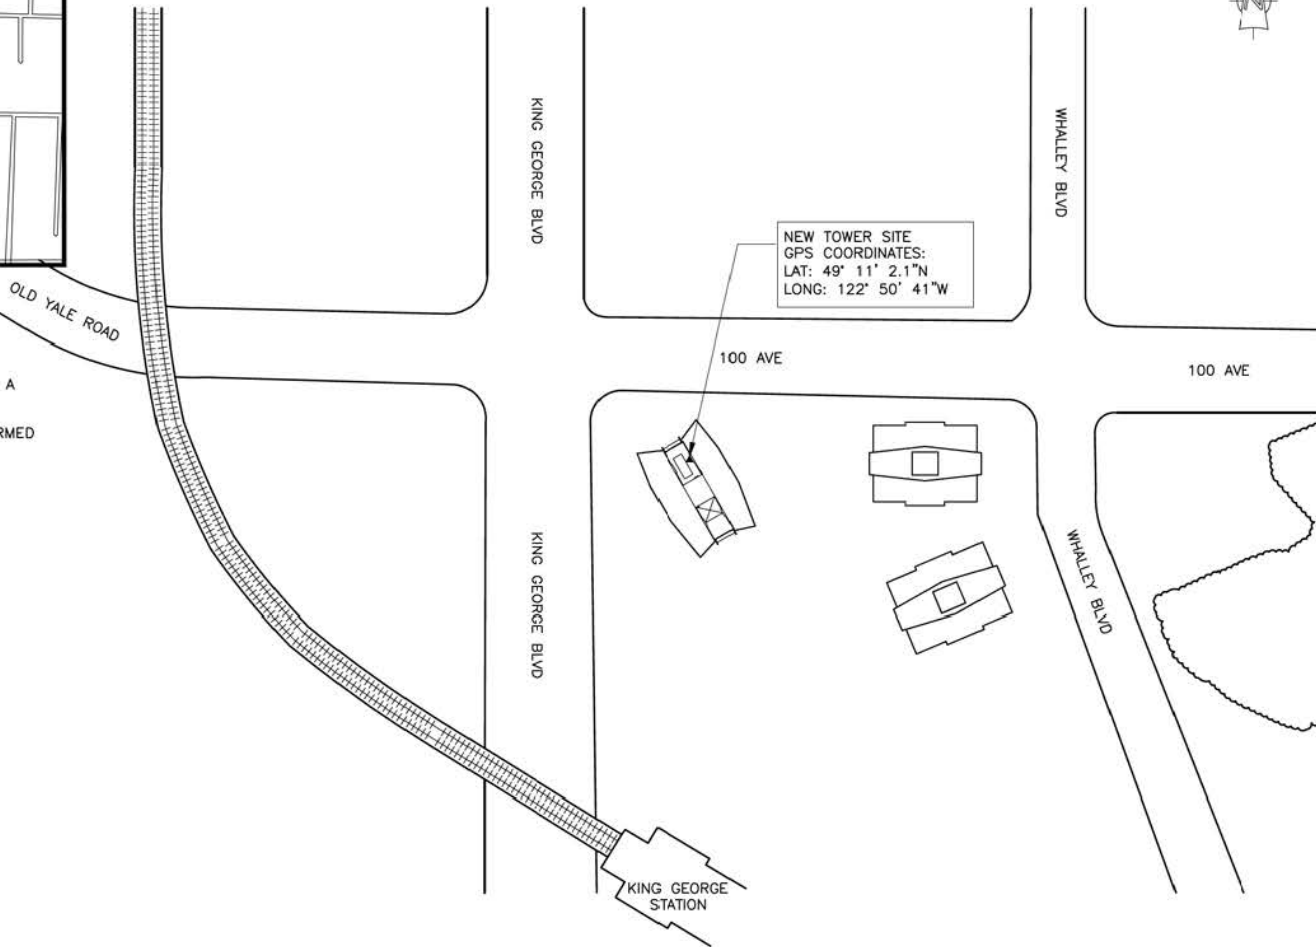 KING GEORGE BLVD
WHALLEY BLVD
NEW TOWER SITE
GPS COORDINATES:
LAT: 49° 11' 2.1"N
LONG: 122° 50' 41"W
OLD YALE ROAD
100 AVE
100 AVE
A
RMED
KING GEORGE BLVD
WHALLEY BLVD
KING GEORGE
STATION